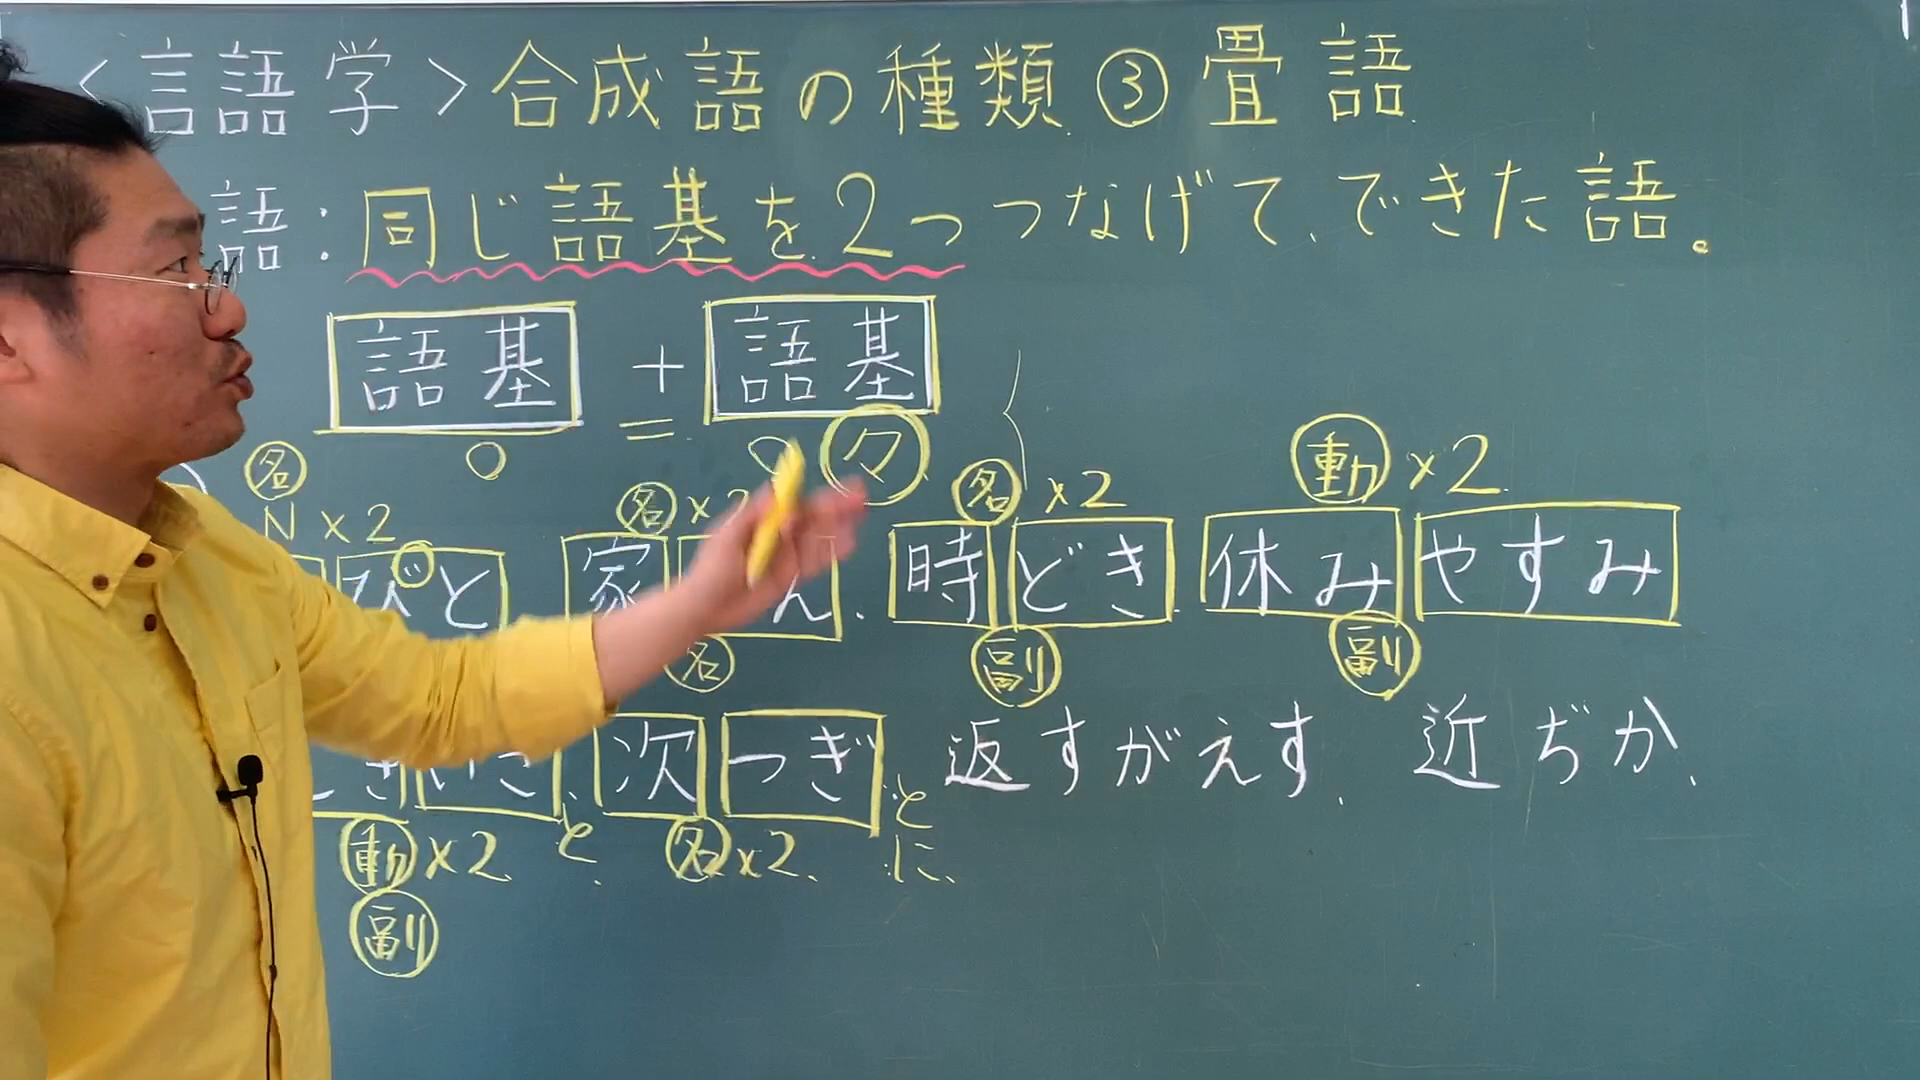 <言語学>合成語の種類③畳語
語:同じ語基を2つつなげて、できた語。
語基 + 語基
=
々
名 名×2 名×2 動×2
N×2
びと 家 ん、時どき 休みやすみ
名 副 副
次つぎと 返すがえす、近ぢか、
に、
動×2 と、 名×2、
副